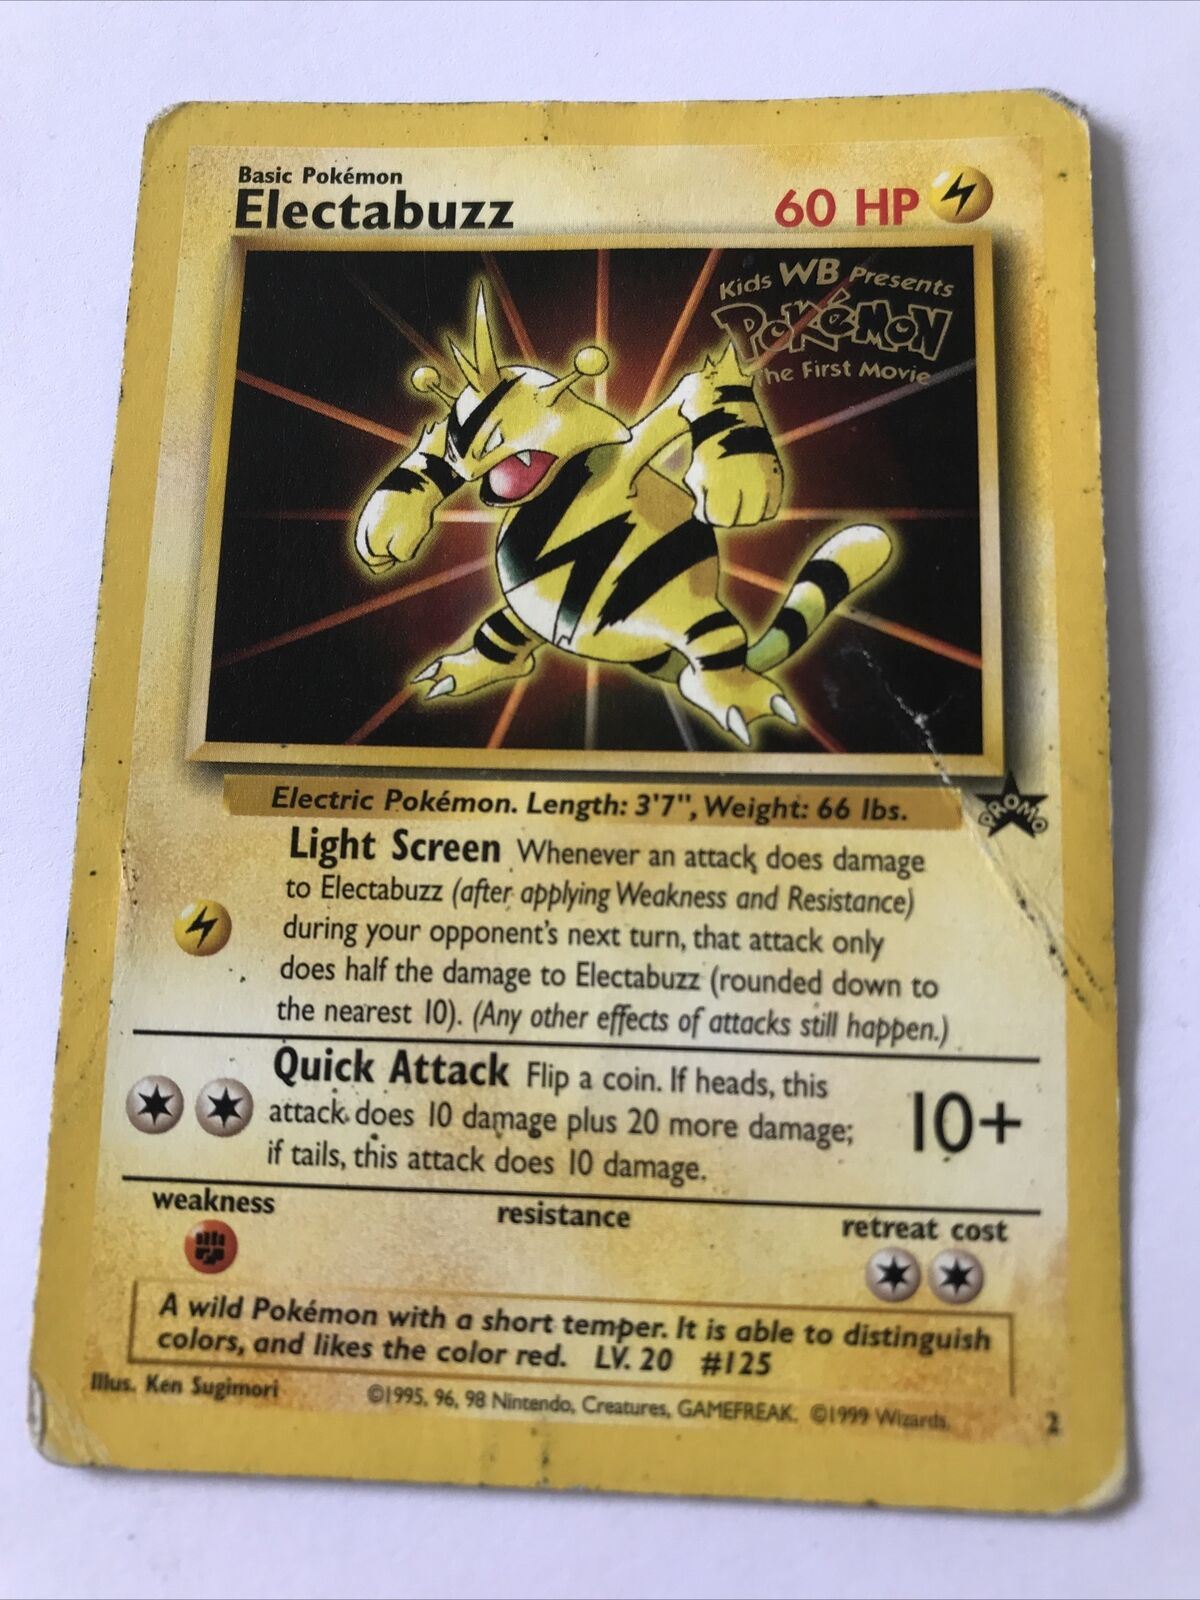 Basic Pokémon
Electabuzz
60 HP
Kids WB Presents
POKéMON
The First Movie
Electric Pokémon. Length: 3'7", Weight: 66 lbs.
PROMO
Light Screen Whenever an attack does damage
to Electabuzz (after applying Weakness and Resistance)
during your opponent's next turn, that attack only
does half the damage to Electabuzz (rounded down to
the nearest 10). (Any other effects of attacks still happen.)
Quick Attack Flip a coin. If heads, this
attack does 10 damage plus 20 more damage;
if tails, this attack does 10 damage.
10+
weakness
resistance
retreat cost
A wild Pokémon with a short temper. It is able to distinguish
colors, and likes the color red. LV. 20 #125
Illus. Ken Sugimori
©1995, 96, 98 Nintendo, Creatures, GAMEFREAK. ©1999 Wizards.
2